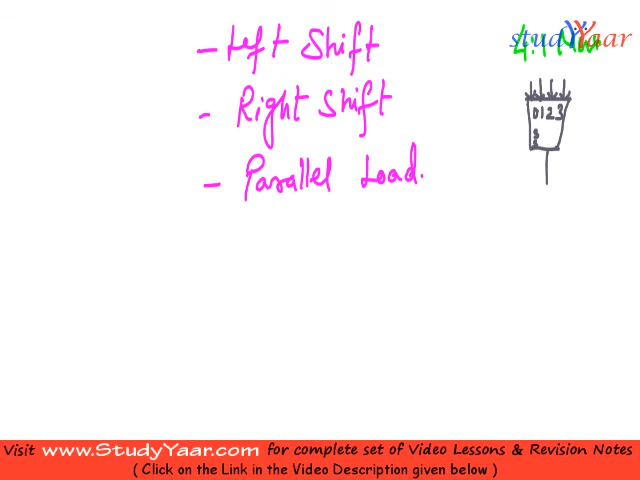 - Left Shift
- Right Shift
- Parallel Load.
4:1 Mux
studYYaar
0 1 2 3
Visit www.StudyYaar.com for complete set of Video Lessons & Revision Notes
( Click on the Link in the Video Description given below )